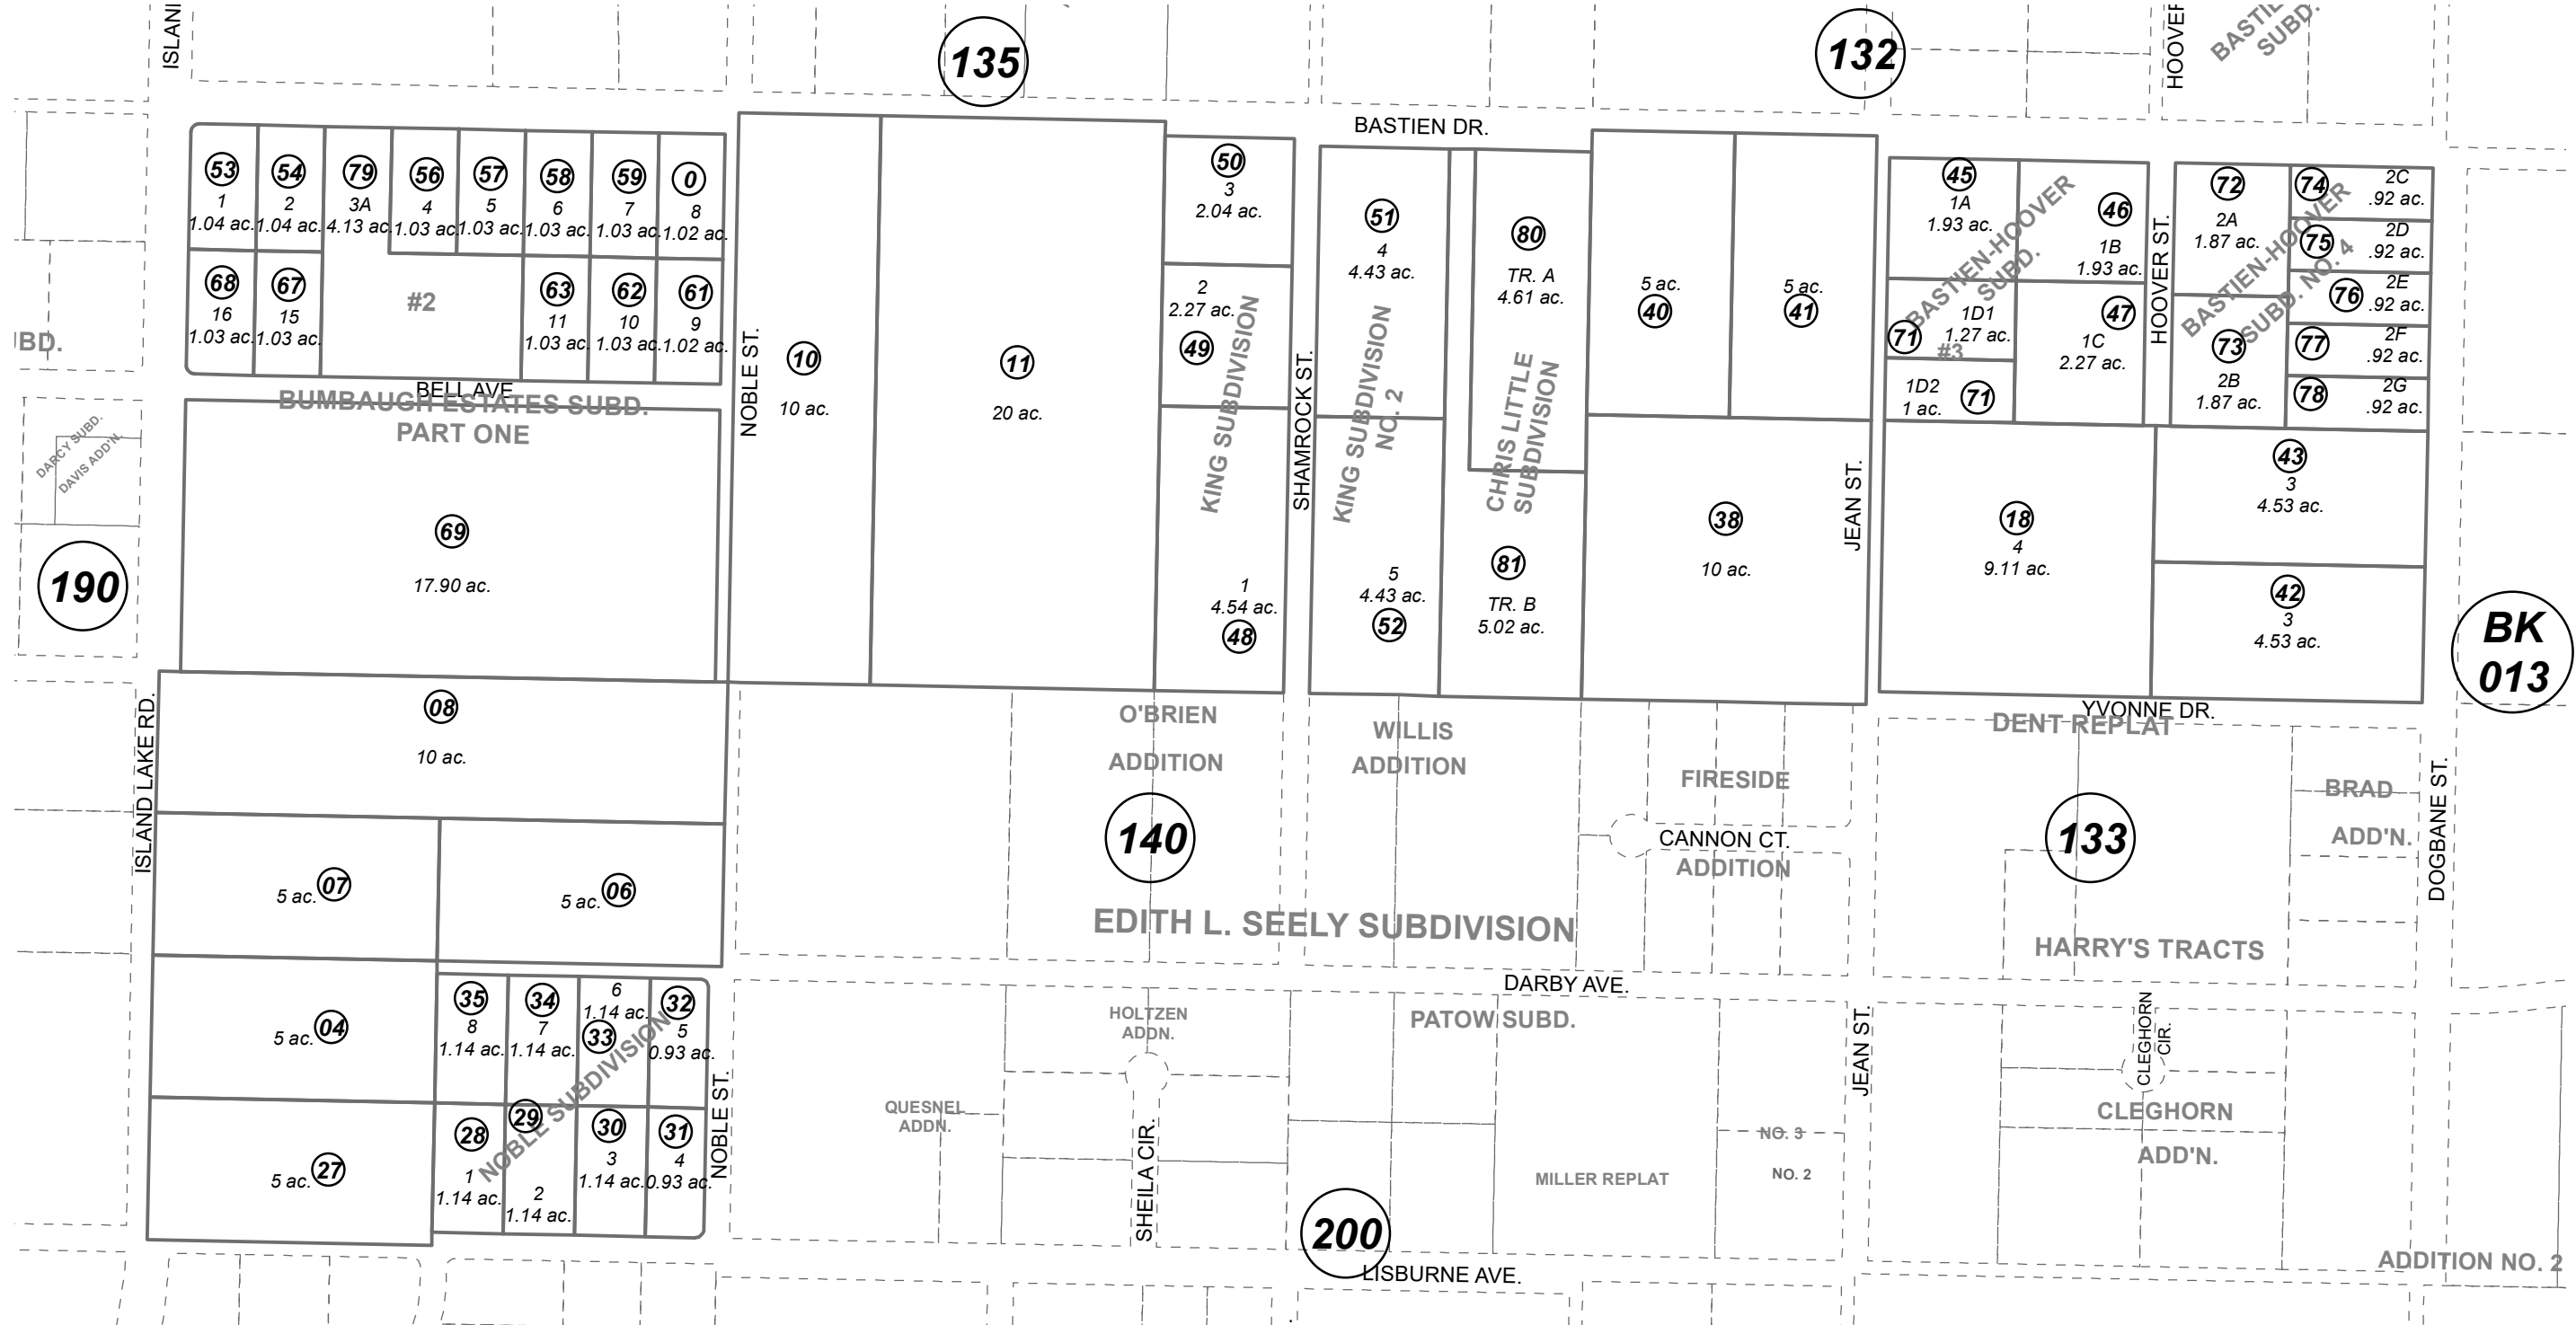 ISLAN
135
132
HOOVER
BASTIE
SUBD.
BASTIEN DR.
53
1
1.04 ac.
54
2
1.04 ac.
79
3A
4.13 ac.
56
4
1.03 ac.
57
5
1.03 ac.
58
6
1.03 ac.
59
7
1.03 ac.
0
8
1.02 ac.
68
16
1.03 ac.
67
15
1.03 ac.
#2
63
11
1.03 ac.
62
10
1.03 ac.
61
9
1.02 ac.
BELL AVE
BUMBAUGH ESTATES SUBD.
PART ONE
69
17.90 ac.
UBD.
DARCY SUBD.
DAVIS ADD'N.
190
NOBLE ST.
10
10 ac.
11
20 ac.
50
3
2.04 ac.
2
2.27 ac.
49
KING SUBDIVISION
1
4.54 ac.
48
SHAMROCK ST.
51
4
4.43 ac.
KING SUBDIVISION
NO. 2
5
4.43 ac.
52
80
TR. A
4.61 ac.
CHRIS LITTLE
SUBDIVISION
81
TR. B
5.02 ac.
5 ac.
40
5 ac.
41
38
10 ac.
JEAN ST.
45
1A
1.93 ac.
46
1B
1.93 ac.
BASTIEN-HOOVER
SUBD.
#3
71
1D1
1.27 ac.
47
1C
2.27 ac.
1D2
1 ac.
71
HOOVER ST.
72
2A
1.87 ac.
73
2B
1.87 ac.
BASTIEN-HOOVER
SUBD. NO. 4
74
2C
.92 ac.
75
2D
.92 ac.
76
2E
.92 ac.
77
2F
.92 ac.
78
2G
.92 ac.
18
4
9.11 ac.
43
3
4.53 ac.
42
3
4.53 ac.
BK
013
YVONNE DR.
DENT REPLAT
ISLAND LAKE RD.
08
10 ac.
5 ac.
07
5 ac.
06
5 ac.
04
5 ac.
27
35
8
1.14 ac.
34
7
1.14 ac.
6
1.14 ac.
33
32
5
0.93 ac.
NOBLE SUBDIVISION
28
1
1.14 ac.
29
2
1.14 ac.
30
3
1.14 ac.
31
4
0.93 ac.
NOBLE ST.
O'BRIEN
ADDITION
WILLIS
ADDITION
140
FIRESIDE
CANNON CT.
ADDITION
133
BRAD
ADD'N.
DOGBANE ST.
EDITH L. SEELY SUBDIVISION
HARRY'S TRACTS
DARBY AVE.
HOLTZEN
ADDN.
PATOW SUBD.
JEAN ST.
CLEGHORN
CIR.
QUESNEL
ADDN.
SHEILA CIR.
NO. 3
NO. 2
MILLER REPLAT
CLEGHORN
ADD'N.
200
LISBURNE AVE.
ADDITION NO. 2